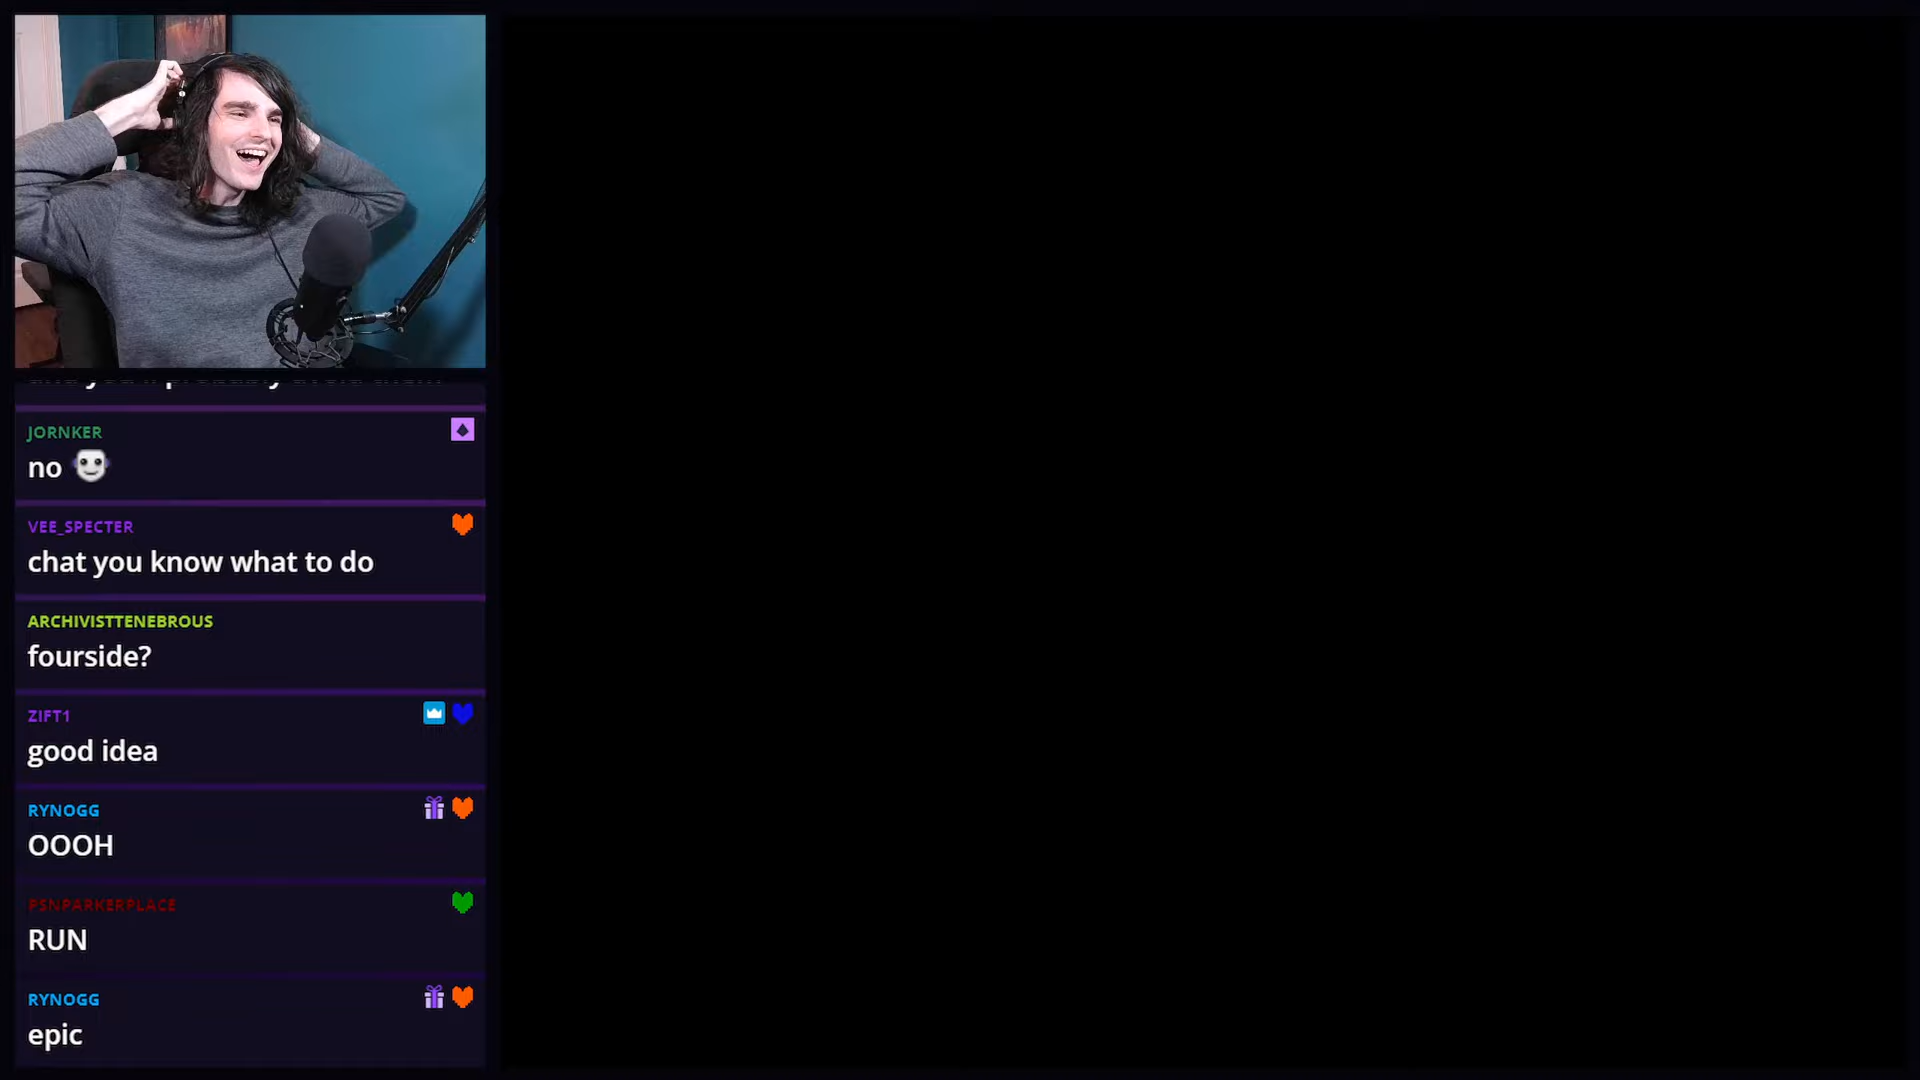 JORNKER
no
VEE_SPECTER
chat you know what to do
ARCHIVISTTENEBROUS
fourside?
ZIFT1
good idea
RYNOGG
OOOH
PSNPARKERPLACE
RUN
RYNOGG
epic